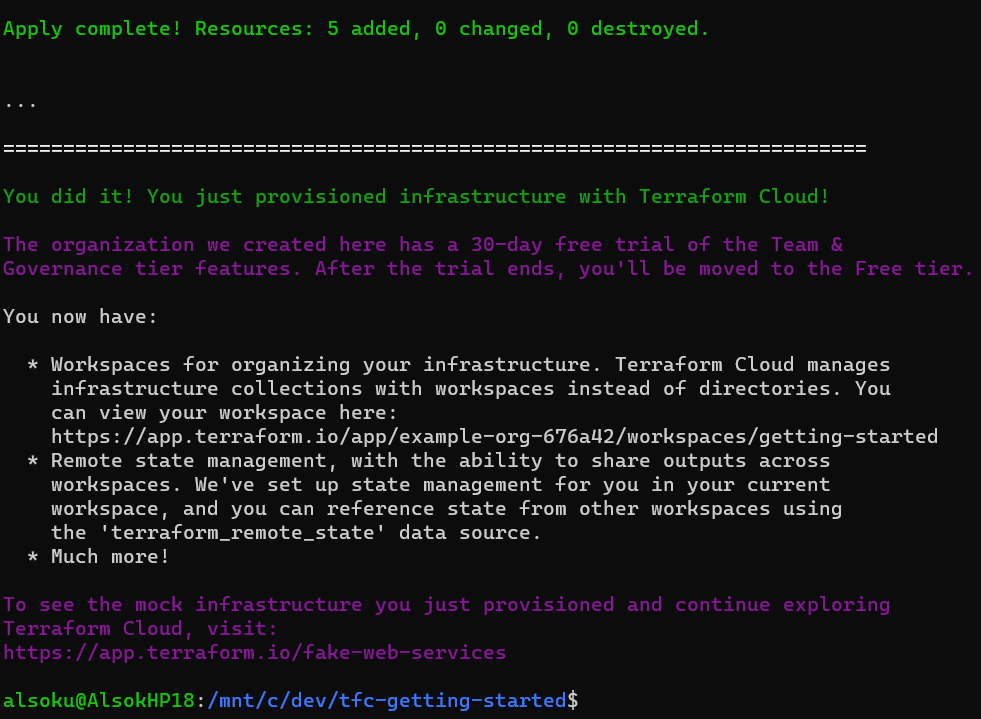 Apply complete! Resources: 5 added, 0 changed, 0 destroyed.
...
========================================================================
You did it! You just provisioned infrastructure with Terraform Cloud!
The organization we created here has a 30-day free trial of the Team &
Governance tier features. After the trial ends, you'll be moved to the Free tier.
You now have:
* Workspaces for organizing your infrastructure. Terraform Cloud manages
infrastructure collections with workspaces instead of directories. You
can view your workspace here:
https://app.terraform.io/app/example-org-676a42/workspaces/getting-started
* Remote state management, with the ability to share outputs across
workspaces. We've set up state management for you in your current
workspace, and you can reference state from other workspaces using
the 'terraform_remote_state' data source.
* Much more!
To see the mock infrastructure you just provisioned and continue exploring
Terraform Cloud, visit:
https://app.terraform.io/fake-web-services
alsoku@AlsokHP18:/mnt/c/dev/tfc-getting-started$